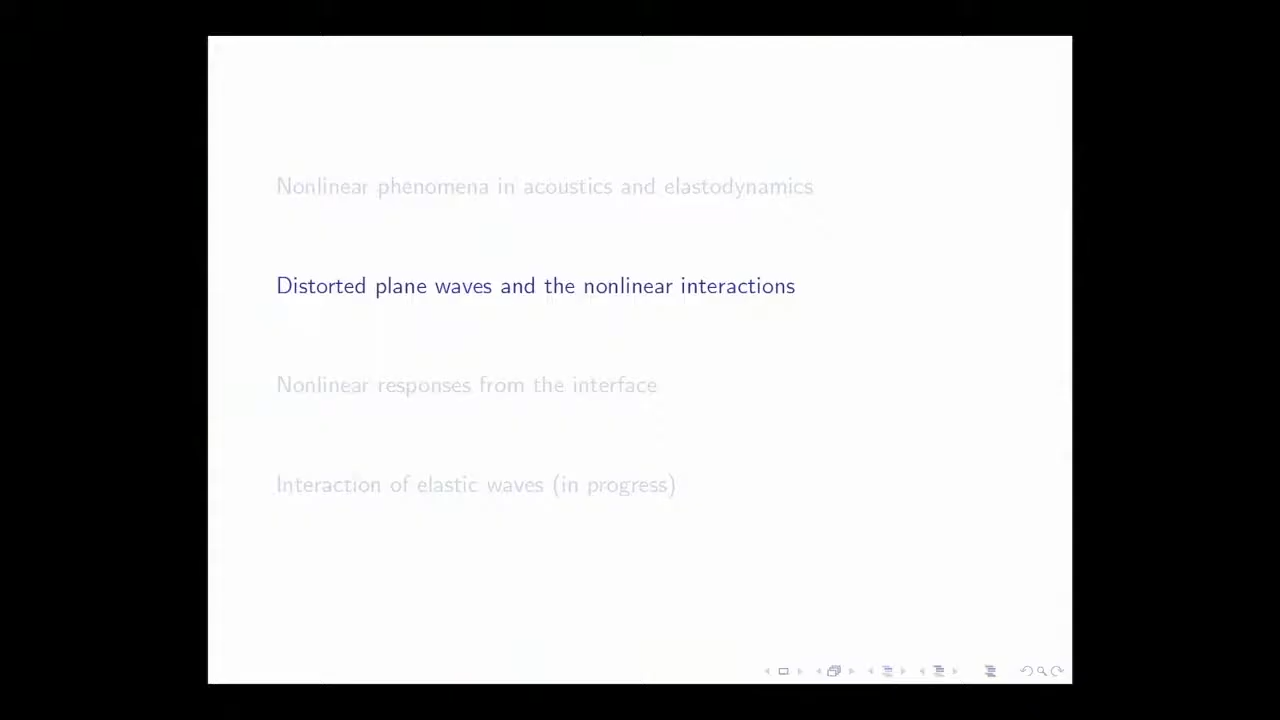 Nonlinear phenomena in acoustics and elastodynamics
Distorted plane waves and the nonlinear interactions
Nonlinear responses from the interface
Interaction of elastic waves (in progress)